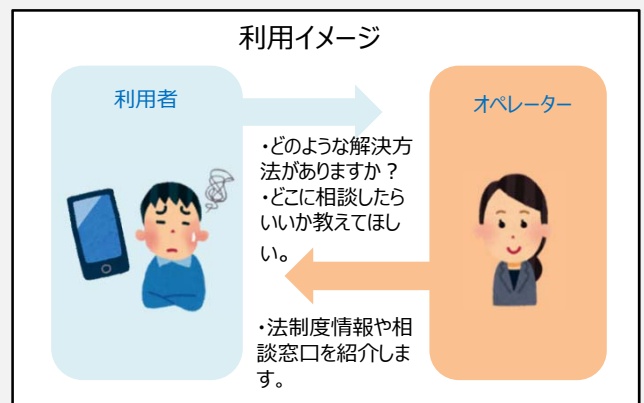 利用イメージ
利用者
オペレーター
・どのような解決方
法がありますか？
・どこに相談したら
いいか教えてほし
い。
・法制度情報や相
談窓口を紹介しま
す。